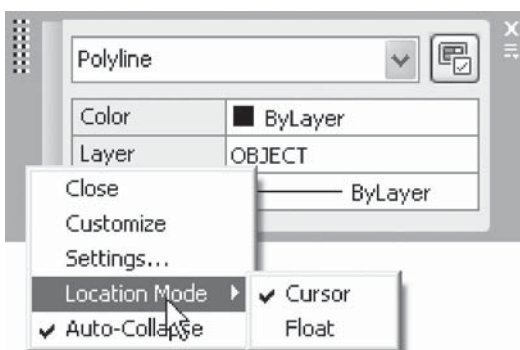 Polyline
X
Color ByLayer
Layer OBJECT
ByLayer
Close
Customize
Settings...
Location Mode
Cursor
Auto-Collapse
Float